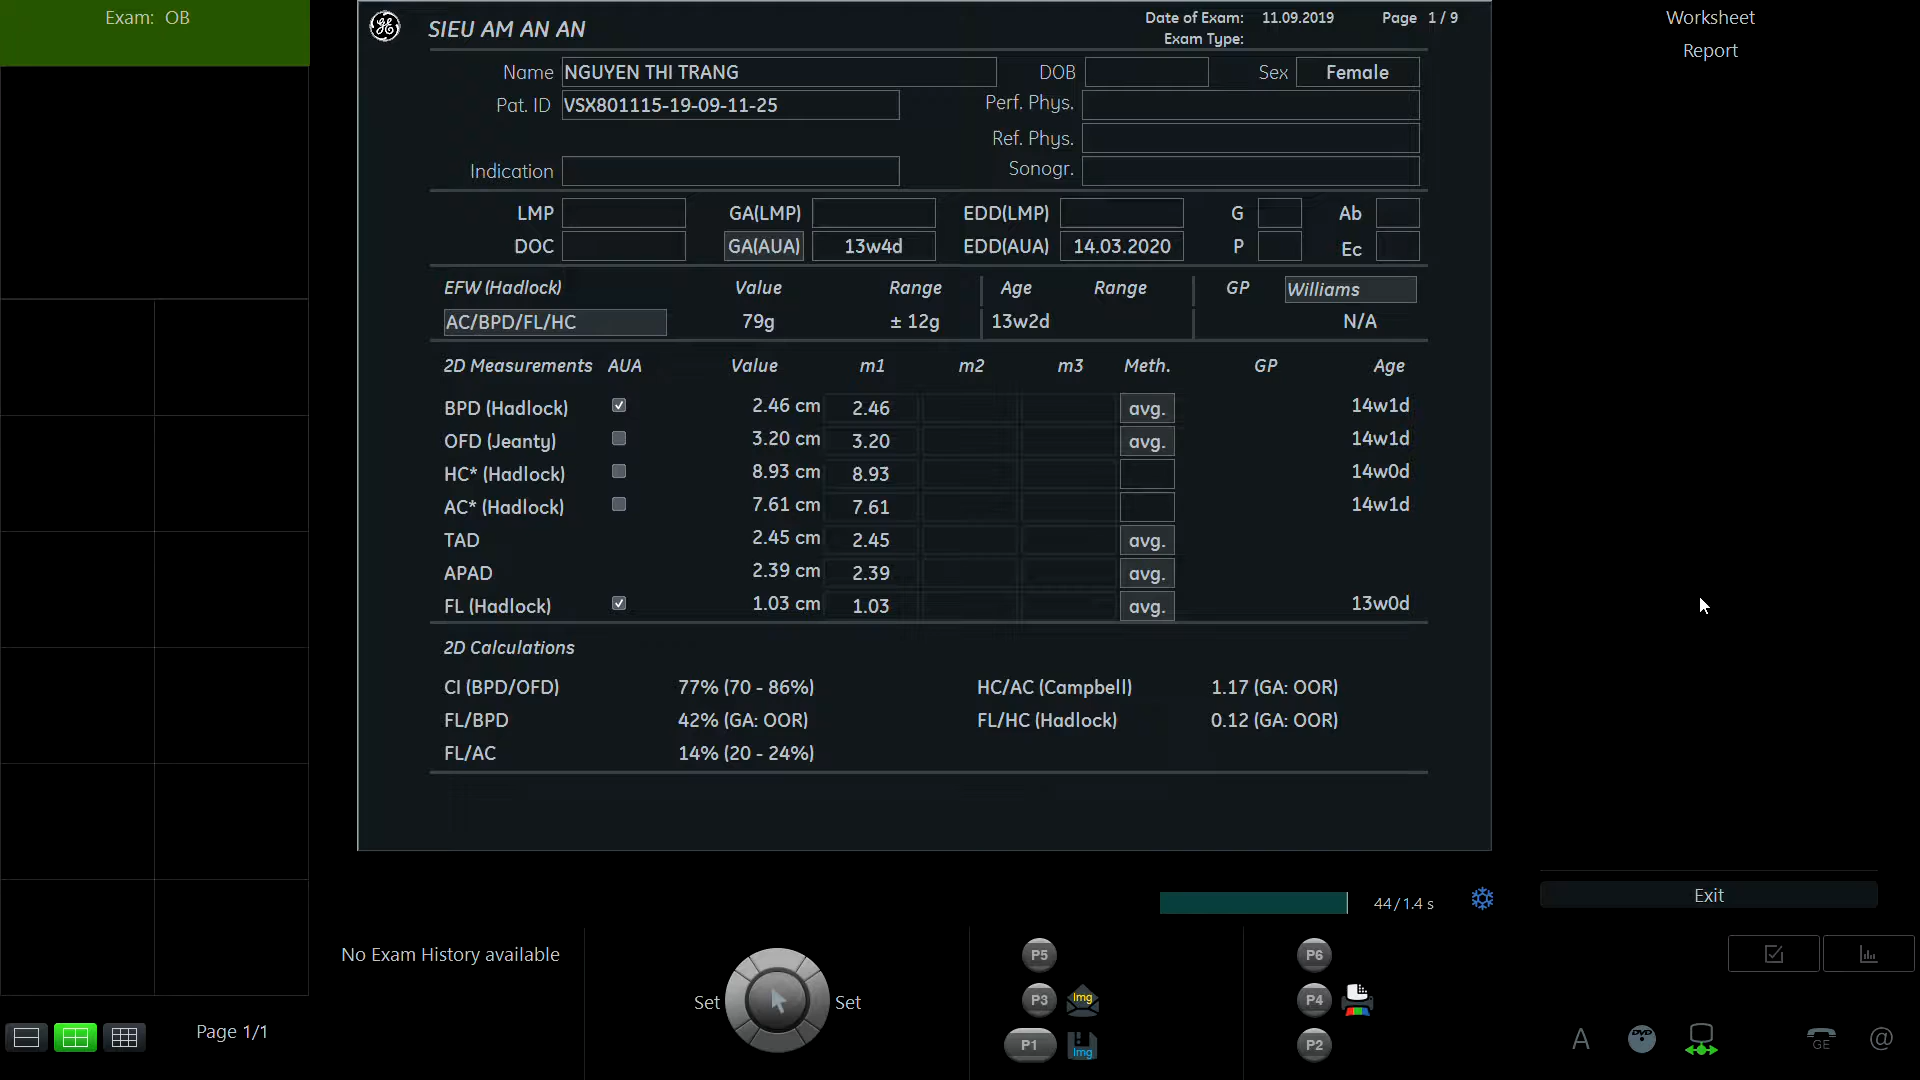 Exam: OB
SIEU AM AN AN
Date of Exam: 11.09.2019 Page 1 / 9
Exam Type:
Name NGUYEN THI TRANG DOB Sex Female
Pat. ID VSX801115-19-09-11-25 Perf. Phys.
Ref. Phys.
Indication Sonogr.
LMP GA(LMP) EDD(LMP) G Ab
DOC GA(AUA) 13w4d EDD(AUA) 14.03.2020 P Ec
EFW (Hadlock) Value Range Age Range GP Williams
AC/BPD/FL/HC 79g ± 12g 13w2d N/A
2D Measurements AUA Value m1 m2 m3 Meth. GP Age
BPD (Hadlock) 2.46 cm 2.46 avg. 14w1d
OFD (Jeanty) 3.20 cm 3.20 avg. 14w1d
HC* (Hadlock) 8.93 cm 8.93 14w0d
AC* (Hadlock) 7.61 cm 7.61 14w1d
TAD 2.45 cm 2.45 avg.
APAD 2.39 cm 2.39 avg.
FL (Hadlock) 1.03 cm 1.03 avg. 13w0d
2D Calculations
CI (BPD/OFD) 77% (70 - 86%) HC/AC (Campbell) 1.17 (GA: OOR)
FL/BPD 42% (GA: OOR) FL/HC (Hadlock) 0.12 (GA: OOR)
FL/AC 14% (20 - 24%)
Worksheet
Report
44 / 1.4 s
Exit
No Exam History available
Set Set
P5
P3 Img
P1 Img
P6
P4
P2
Page 1/1
A DVD GE @